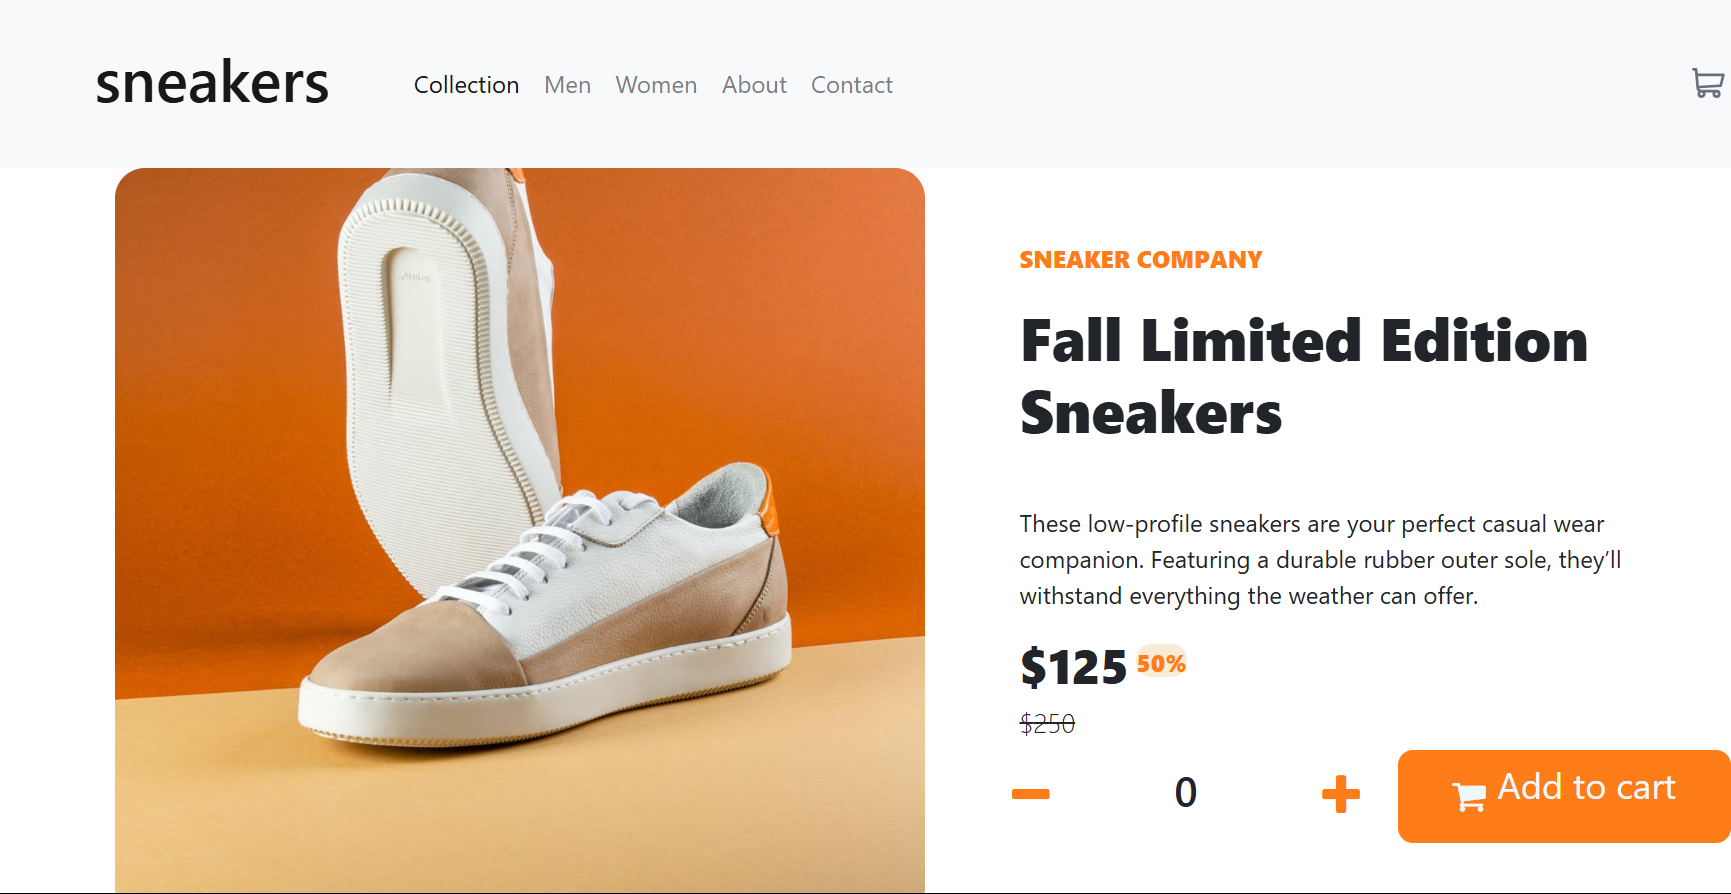 sneakers
Collection Men Women About Contact
SNEAKER COMPANY
Fall Limited Edition
Sneakers
These low-profile sneakers are your perfect casual wear
companion. Featuring a durable rubber outer sole, they’ll
withstand everything the weather can offer.
$125 50%
$250
0
Add to cart